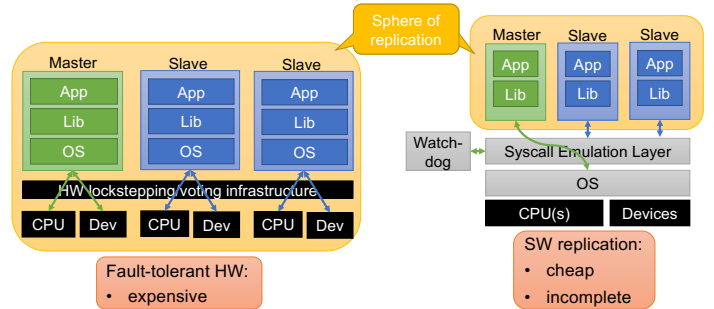 Sphere of
replication
Master
Slave
Slave
App
App
App
Lib
Lib
Lib
OS
OS
OS
HW lockstepping/voting infrastructure
CPU
Dev
CPU
Dev
CPU
Dev
Fault-tolerant HW:
• expensive
Master
Slave
Slave
App
App
App
Lib
Lib
Lib
Watch-
dog
Syscall Emulation Layer
OS
CPU(s)
Devices
SW replication:
• cheap
• incomplete